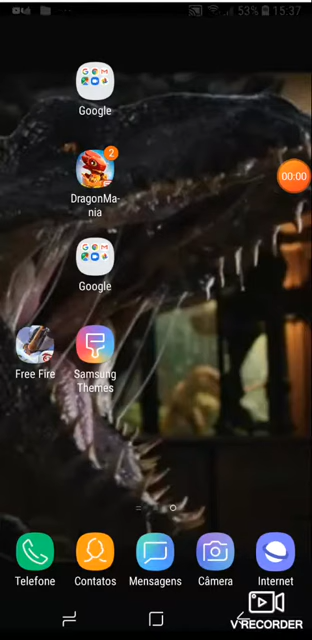 53% 15:37
Google
2
DragonMa-
nia
00:00
Google
Free Fire
Samsung
Themes
Telefone
Contatos
Mensagens
Câmera
Internet
V RECORDER